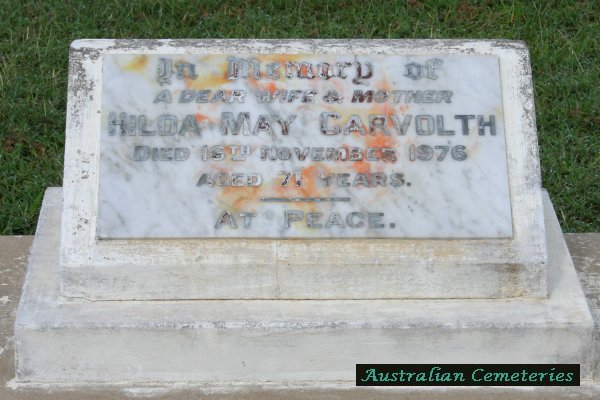 In Memory of
A DEAR WIFE & MOTHER
HILDA MAY CARVOLTH
DIED 16TH NOVEMBER 1976
AGED 71 YEARS.
AT PEACE.
Australian Cemeteries